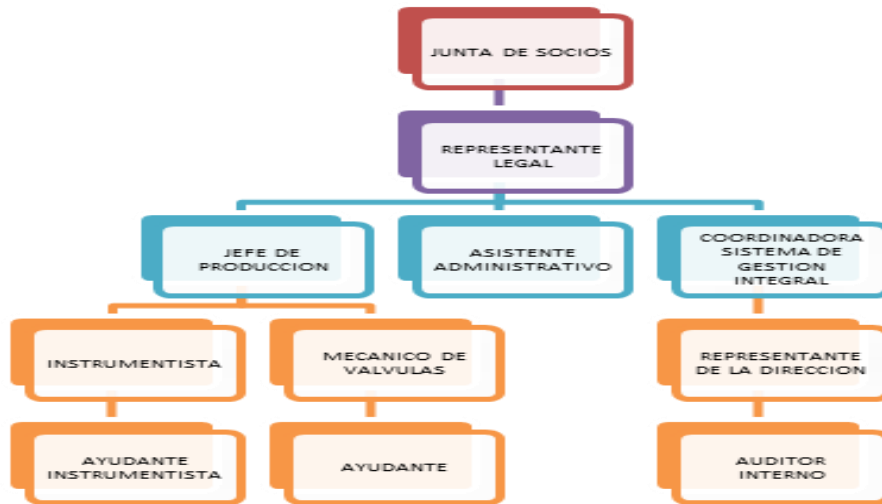 JUNTA DE SOCIOS
REPRESENTANTE
LEGAL
JEFE DE
PRODUCCION
ASISTENTE
ADMINISTRATIVO
COORDINADORA
SISTEMA DE
GESTION
INTEGRAL
INSTRUMENTISTA
MECANICO DE
VALVULAS
REPRESENTANTE
DE LA DIRECCION
AYUDANTE
INSTRUMENTISTA
AYUDANTE
AUDITOR
INTERNO